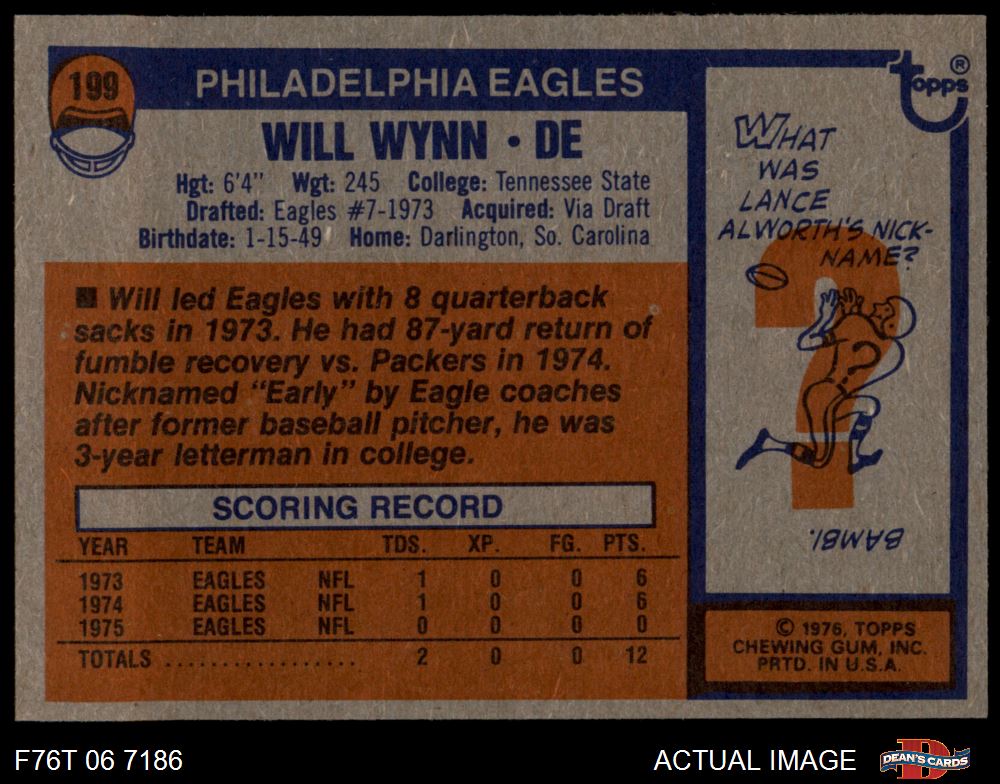 199
PHILADELPHIA EAGLES
WILL WYNN • DE
Hgt: 6'4" Wgt: 245 College: Tennessee State
Drafted: Eagles #7-1973 Acquired: Via Draft
Birthdate: 1-15-49 Home: Darlington, So. Carolina
■ Will led Eagles with 8 quarterback
sacks in 1973. He had 87-yard return of
fumble recovery vs. Packers in 1974.
Nicknamed "Early" by Eagle coaches
after former baseball pitcher, he was
3-year letterman in college.
SCORING RECORD
YEAR TEAM TDS. XP. FG. PTS.
1973 EAGLES NFL 1 0 0 6
1974 EAGLES NFL 1 0 0 6
1975 EAGLES NFL 0 0 0 0
TOTALS .................. 2 0 0 12
Topps ®
WHAT
WAS
LANCE
ALWORTH'S NICK-
NAME?
BAMBI.
© 1976, TOPPS
CHEWING GUM, INC.
PRTD. IN U.S.A.
F76T 06 7186
ACTUAL IMAGE
DEAN'S CARDS